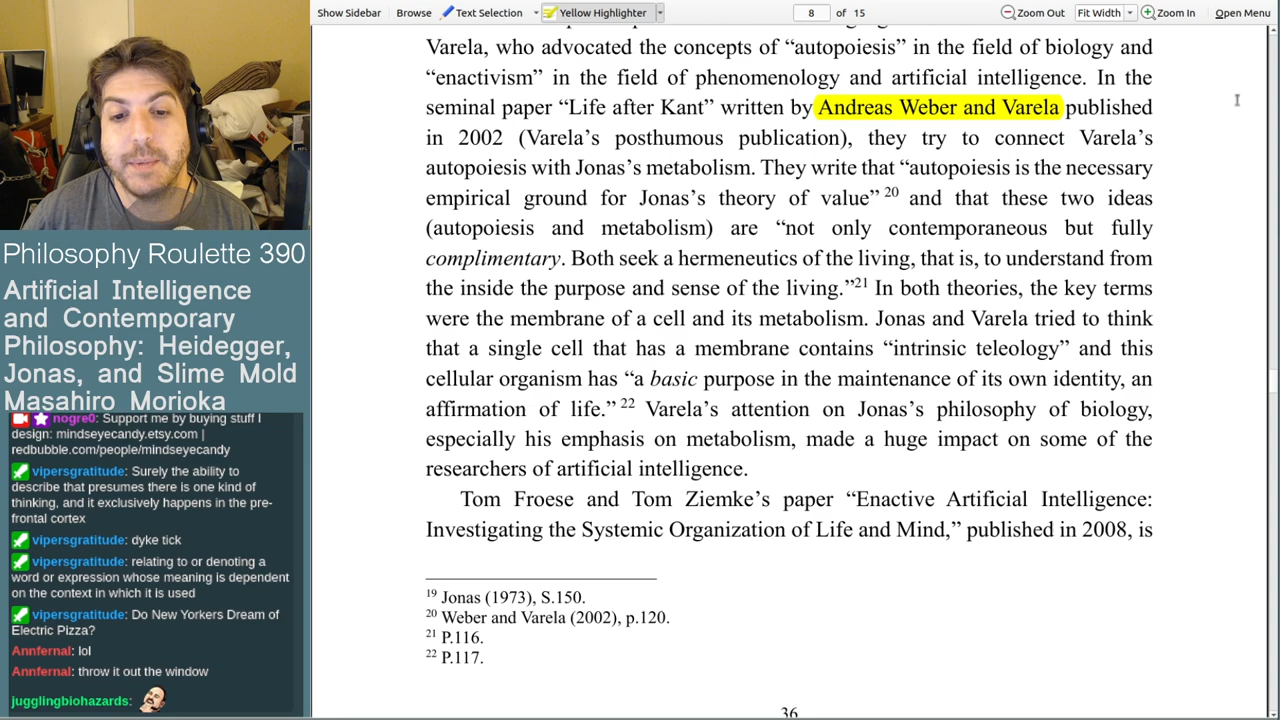 Show Sidebar Browse Text Selection Yellow Highlighter 8 of 15 Zoom Out Fit Width Zoom In Open Menu
Varela, who advocated the concepts of “autopoiesis” in the field of biology and
“enactivism” in the field of phenomenology and artificial intelligence. In the
seminal paper “Life after Kant” written by Andreas Weber and Varela published
in 2002 (Varela’s posthumous publication), they try to connect Varela’s
autopoiesis with Jonas’s metabolism. They write that “autopoiesis is the necessary
empirical ground for Jonas’s theory of value” 20 and that these two ideas
(autopoiesis and metabolism) are “not only contemporaneous but fully
complimentary. Both seek a hermeneutics of the living, that is, to understand from
the inside the purpose and sense of the living.”21 In both theories, the key terms
were the membrane of a cell and its metabolism. Jonas and Varela tried to think
that a single cell that has a membrane contains “intrinsic teleology” and this
cellular organism has “a basic purpose in the maintenance of its own identity, an
affirmation of life.” 22 Varela’s attention on Jonas’s philosophy of biology,
especially his emphasis on metabolism, made a huge impact on some of the
researchers of artificial intelligence.
Tom Froese and Tom Ziemke’s paper “Enactive Artificial Intelligence:
Investigating the Systemic Organization of Life and Mind,” published in 2008, is
19 Jonas (1973), S.150.
20 Weber and Varela (2002), p.120.
21 P.116.
22 P.117.
36
Philosophy Roulette 390
Artificial Intelligence
and Contemporary
Philosophy: Heidegger,
Jonas, and Slime Mold
Masahiro Morioka
nogre0: Support me by buying stuff I
design: mindseyecandy.etsy.com |
redbubble.com/people/mindseyecandy
vipersgratitude: Surely the ability to
describe that presumes there is one kind of
thinking, and it exclusively happens in the pre-
frontal cortex
vipersgratitude: dyke tick
vipersgratitude: relating to or denoting a
word or expression whose meaning is dependent
on the context in which it is used
vipersgratitude: Do New Yorkers Dream of
Electric Pizza?
Annfernal: lol
Annfernal: throw it out the window
jugglingbiohazards: